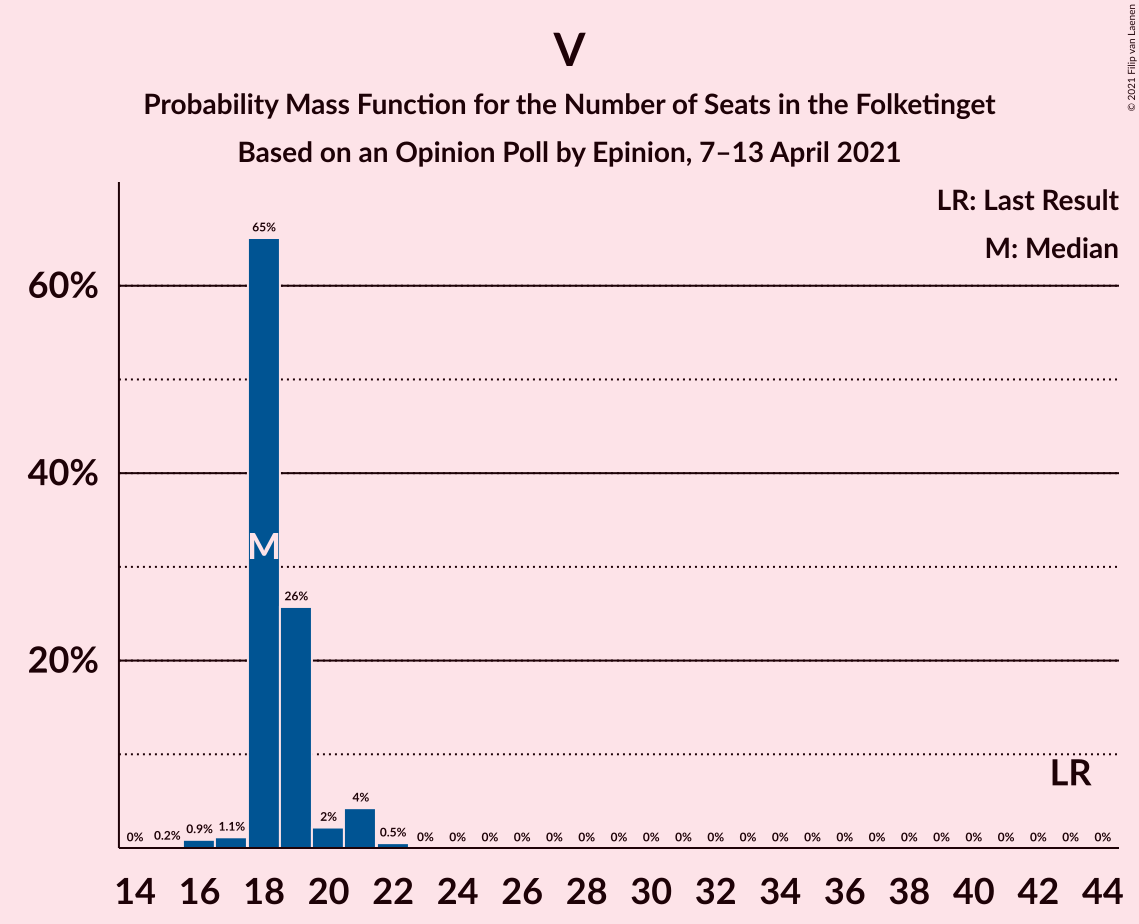 V
Probability Mass Function for the Number of Seats in the Folketinget
Based on an Opinion Poll by Epinion, 7–13 April 2021
© 2021 Filip van Laenen
LR: Last Result
M: Median
60%
40%
20%
65%
M
26%
LR
0% 0.2% 0.9% 1.1% 2% 4% 0.5% 0% 0% 0% 0% 0% 0% 0% 0% 0% 0% 0% 0% 0% 0% 0% 0% 0% 0% 0% 0% 0% 0%
14 16 18 20 22 24 26 28 30 32 34 36 38 40 42 44